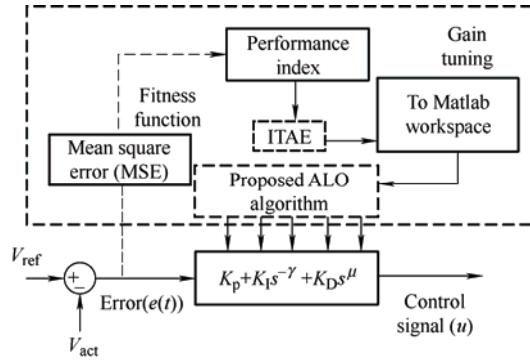 Performance
index
Gain
tuning
Fitness
function
ITAE
To Matlab
workspace
Mean square
error (MSE)
Proposed ALO
algorithm
V_ref
+
−
K_p+K_I s^{−γ}+K_D s^μ
Error(e(t))
Control
signal (u)
V_act